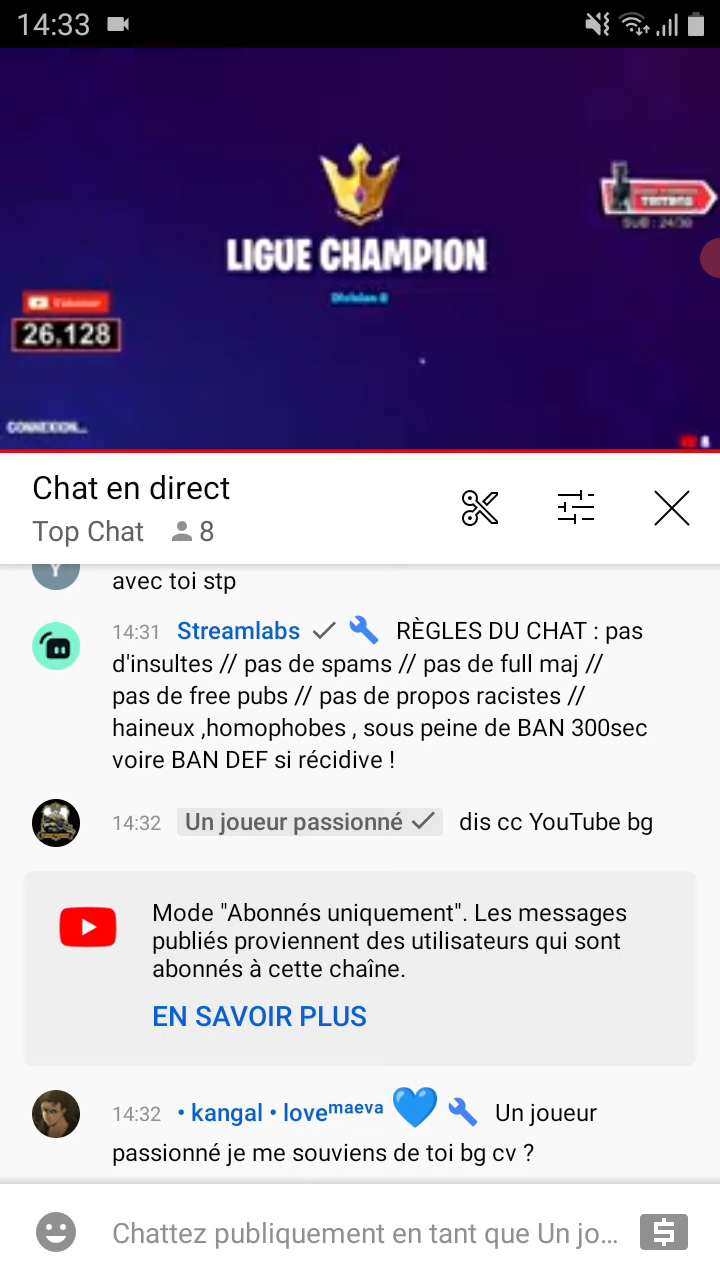 14:33
LIGUE CHAMPION
26,128
CONNEXION...
Chat en direct
Top Chat 8
Y
avec toi stp
14:31 Streamlabs RÈGLES DU CHAT : pas
d'insultes // pas de spams // pas de full maj //
pas de free pubs // pas de propos racistes //
haineux ,homophobes , sous peine de BAN 300sec
voire BAN DEF si récidive !
14:32 Un joueur passionné dis cc YouTube bg
Mode "Abonnés uniquement". Les messages
publiés proviennent des utilisateurs qui sont
abonnés à cette chaîne.
EN SAVOIR PLUS
14:32 • kangal • loveᵐᵃᵉᵛᵃ 💙 Un joueur
passionné je me souviens de toi bg cv ?
Chattez publiquement en tant que Un jo...